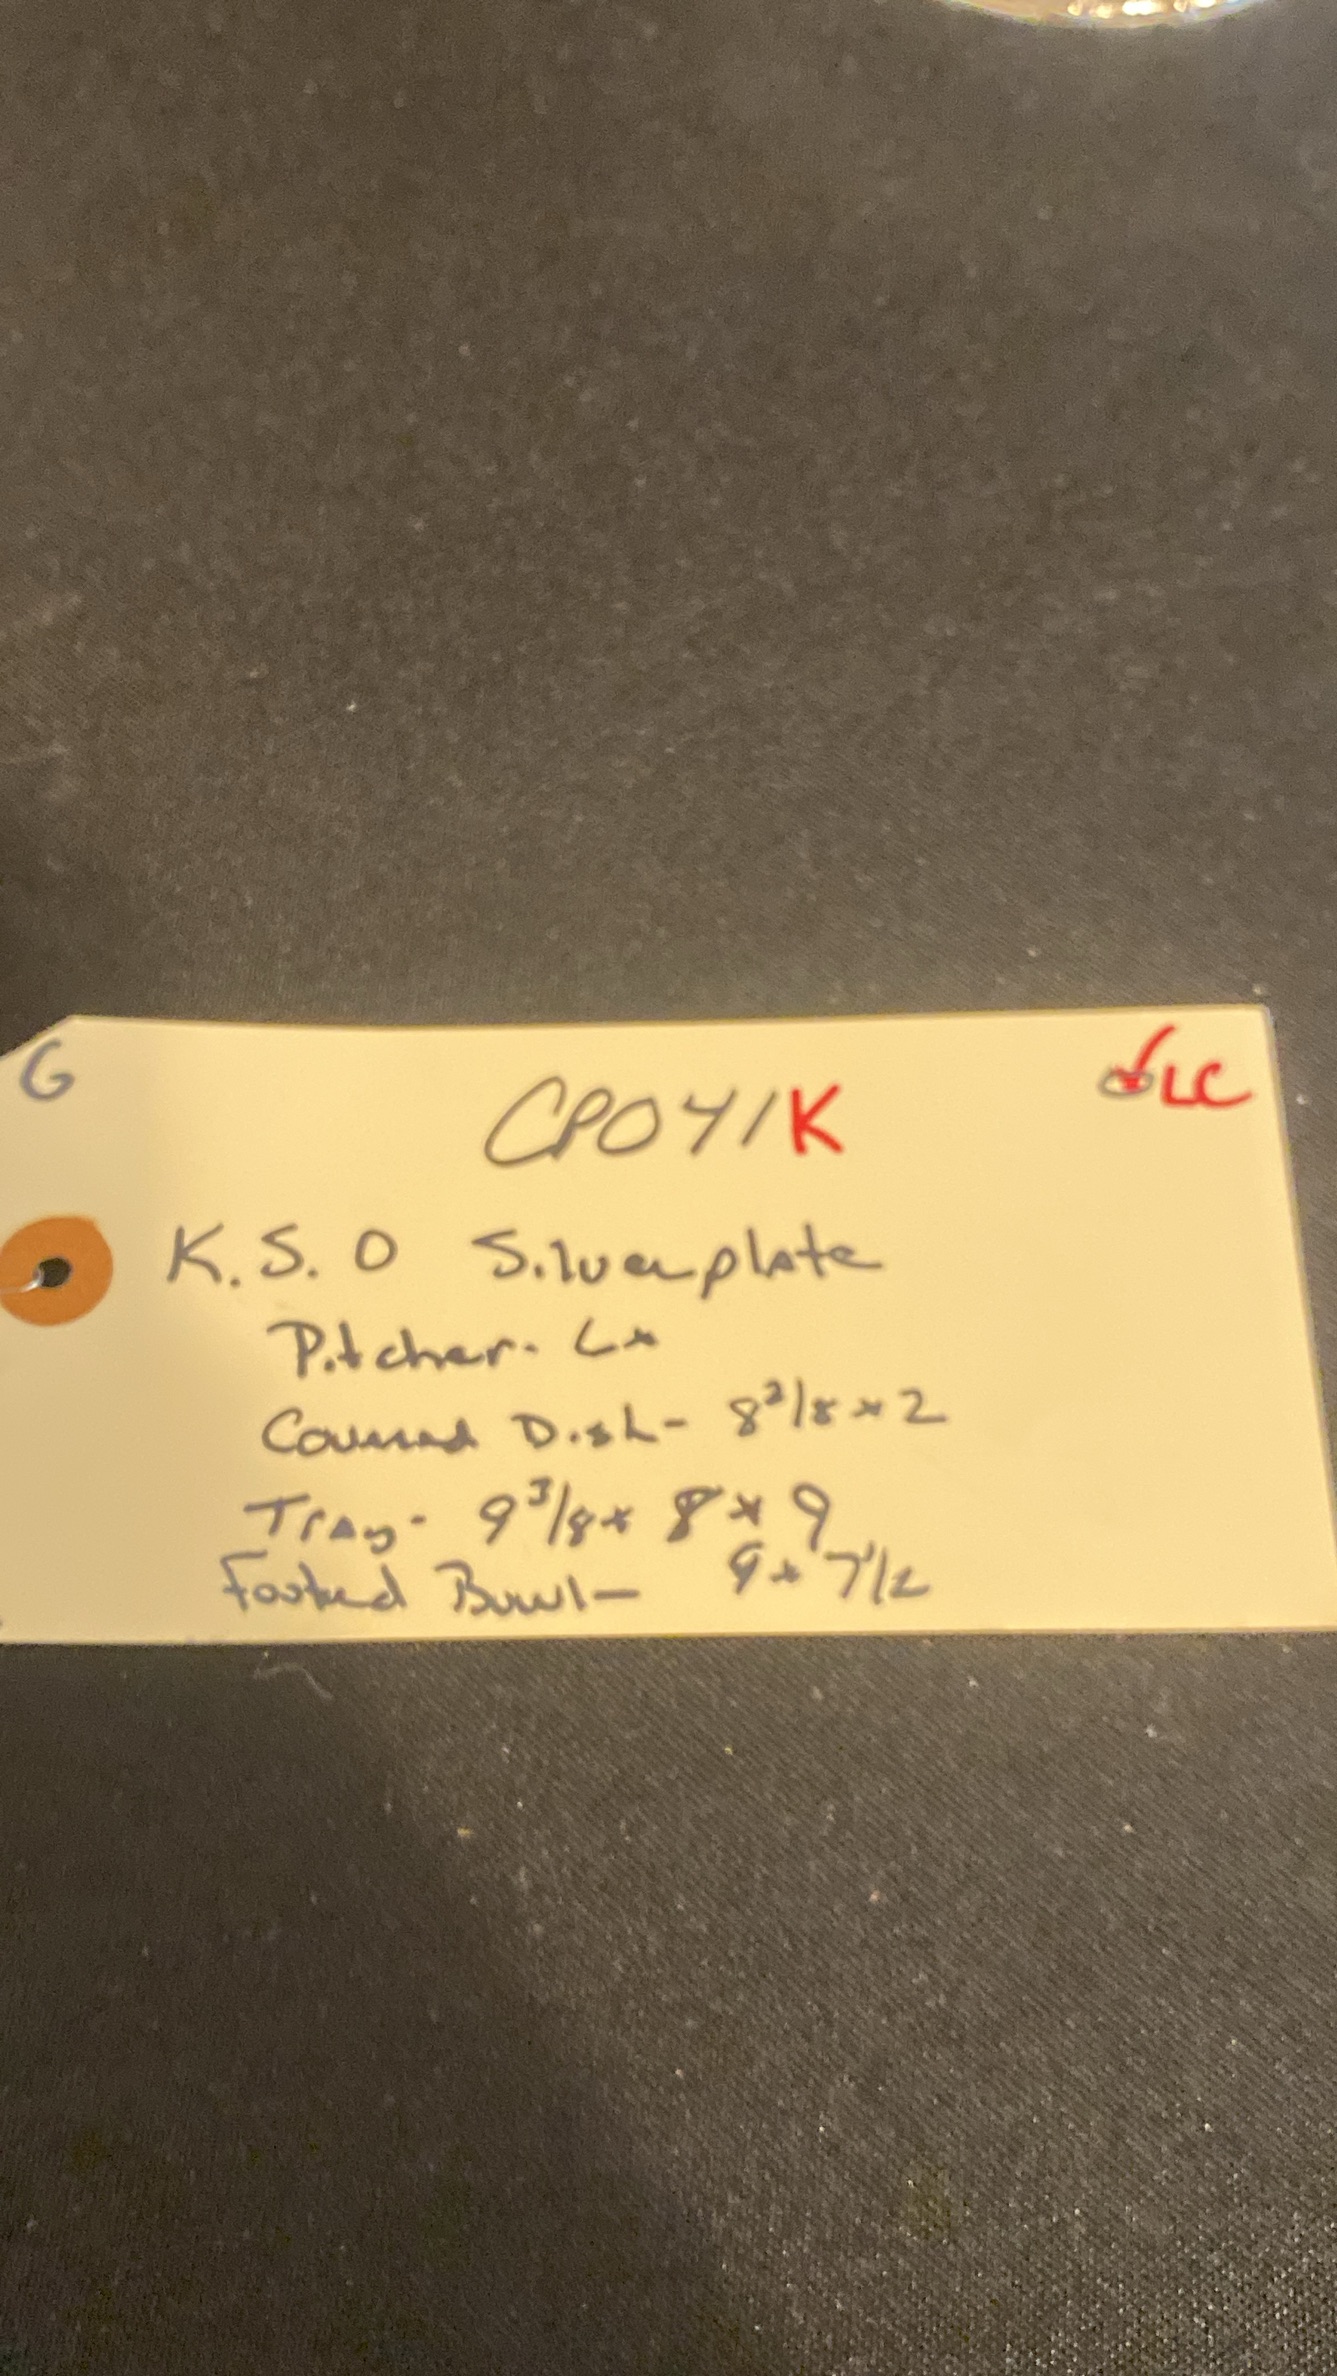 G
CP041K
LC
K.S.O Silverplate
Pitcher-
Covered Dish- 8 3/8 x 2
Tray- 9 3/8 x 8 x 9
Footed Bowl- 9 x 7 1/2